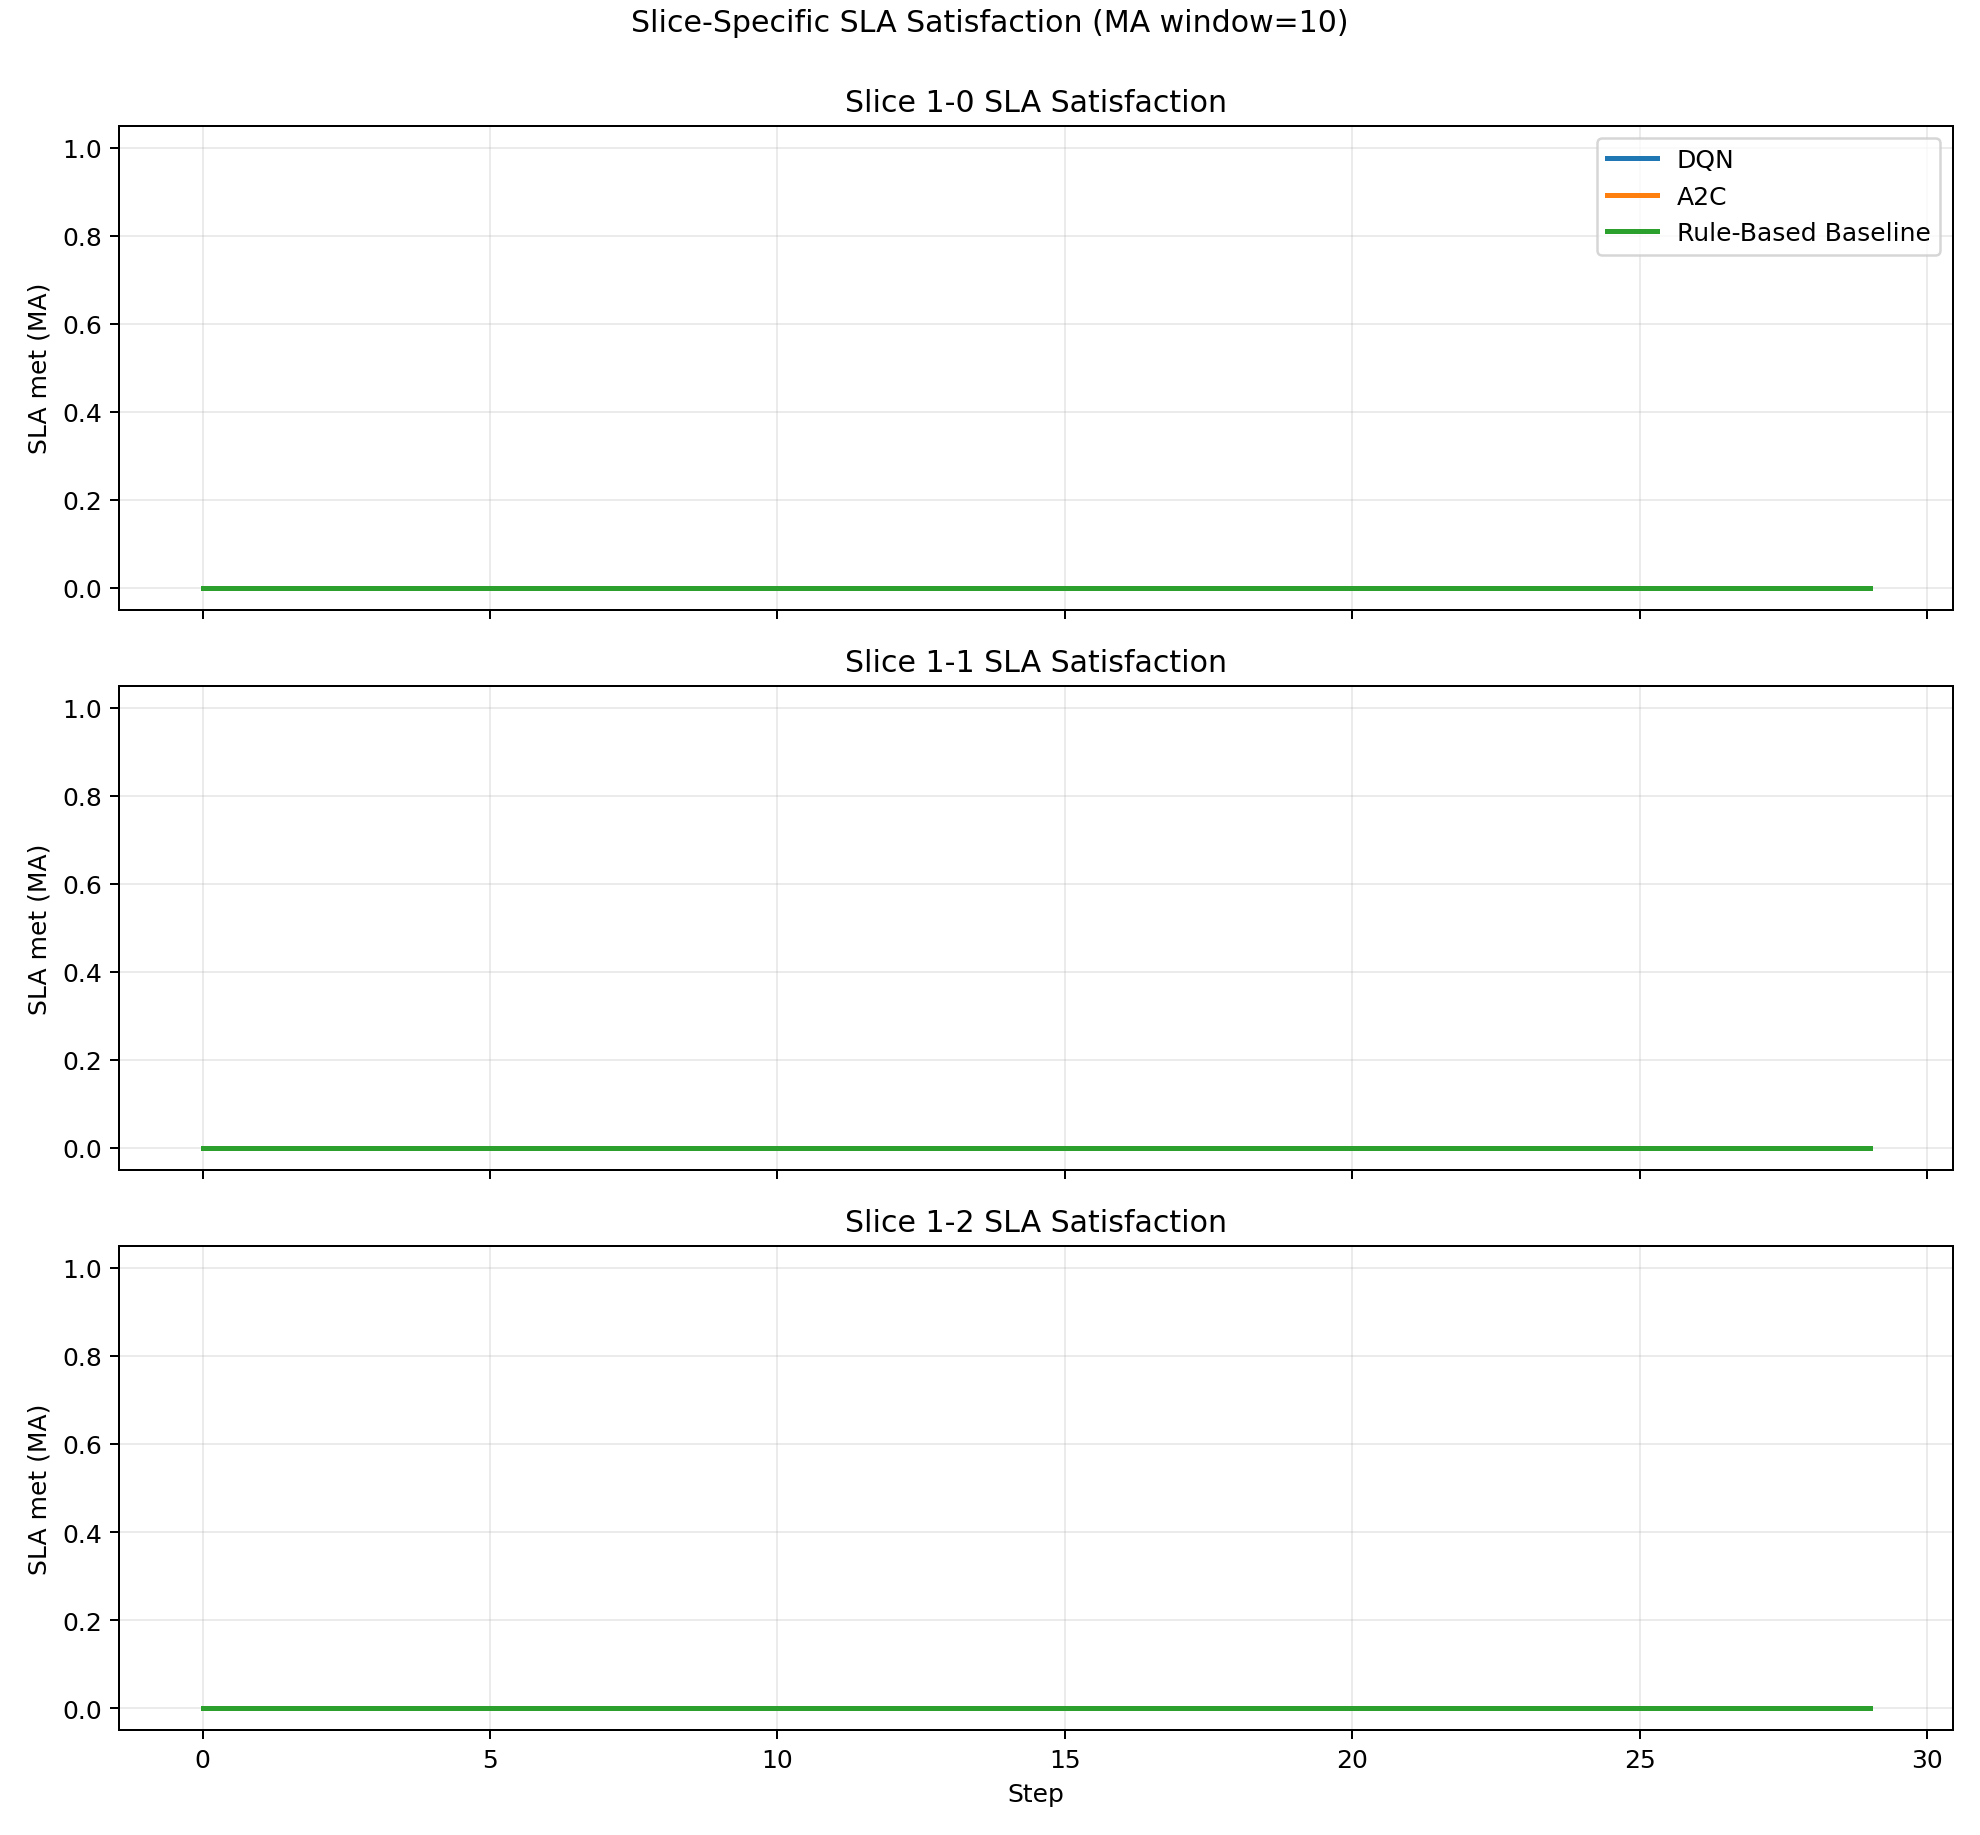 Slice-Specific SLA Satisfaction (MA window=10)
Slice 1-0 SLA Satisfaction
1.0
0.8
0.6
0.4
0.2
0.0
SLA met (MA)
DQN
A2C
Rule-Based Baseline
Slice 1-1 SLA Satisfaction
1.0
0.8
0.6
0.4
0.2
0.0
SLA met (MA)
Slice 1-2 SLA Satisfaction
1.0
0.8
0.6
0.4
0.2
0.0
SLA met (MA)
0 5 10 15 20 25 30
Step